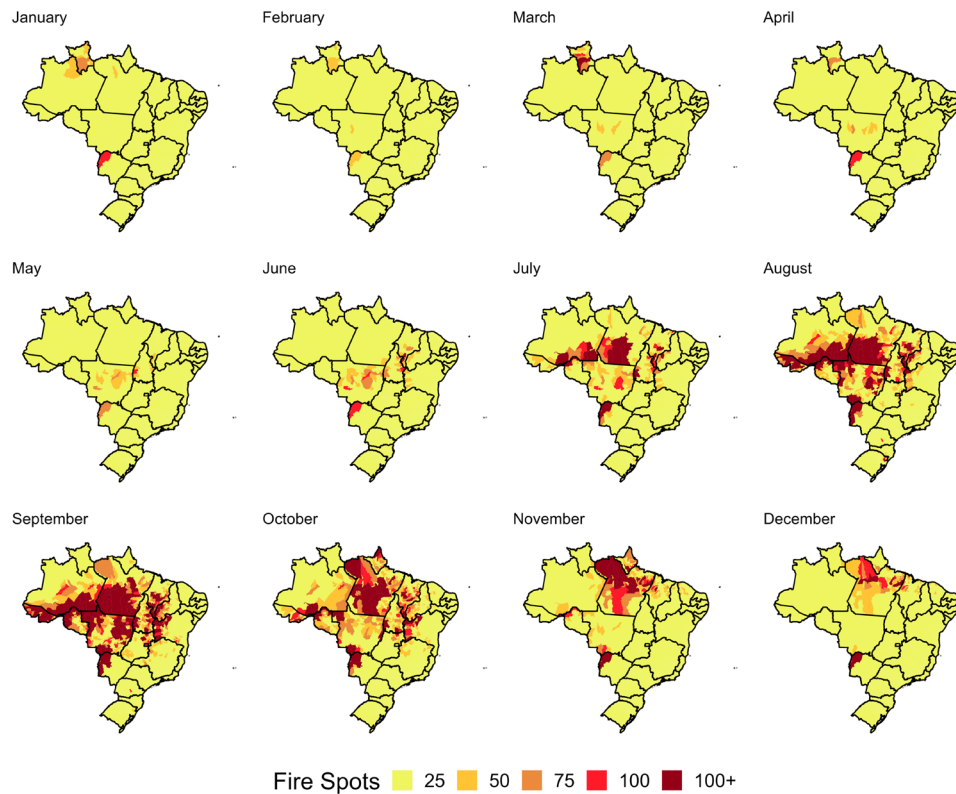 January February March April
May June July August
September October November December
Fire Spots 25 50 75 100 100+